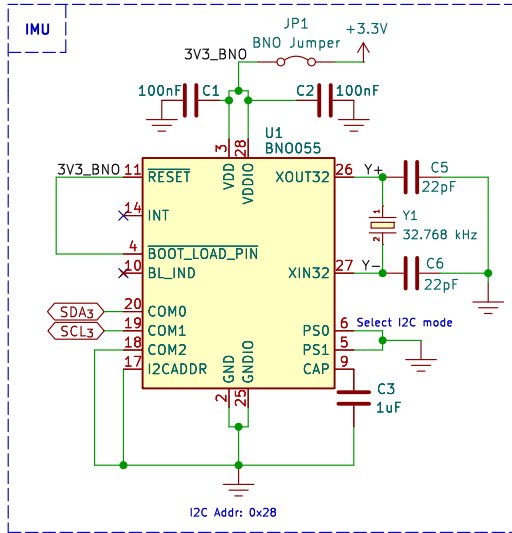 IMU
JP1
BNO Jumper
+3.3V
3V3_BNO
100nF
C1
C2
100nF
U1
BNO055
3
28
VDD
VDDIO
3V3_BNO
11
RESET
XOUT32
26
Y+
C5
22pF
14
INT
1
Y1
2
32.768 kHz
4
BOOT_LOAD_PIN
10
BL_IND
XIN32
27
Y-
C6
22pF
SDA3
20
COM0
SCL3
19
COM1
PS0
6
Select I2C mode
18
COM2
PS1
5
17
I2CADDR
CAP
9
GND
GNDIO
2
25
C3
1uF
I2C Addr: 0x28